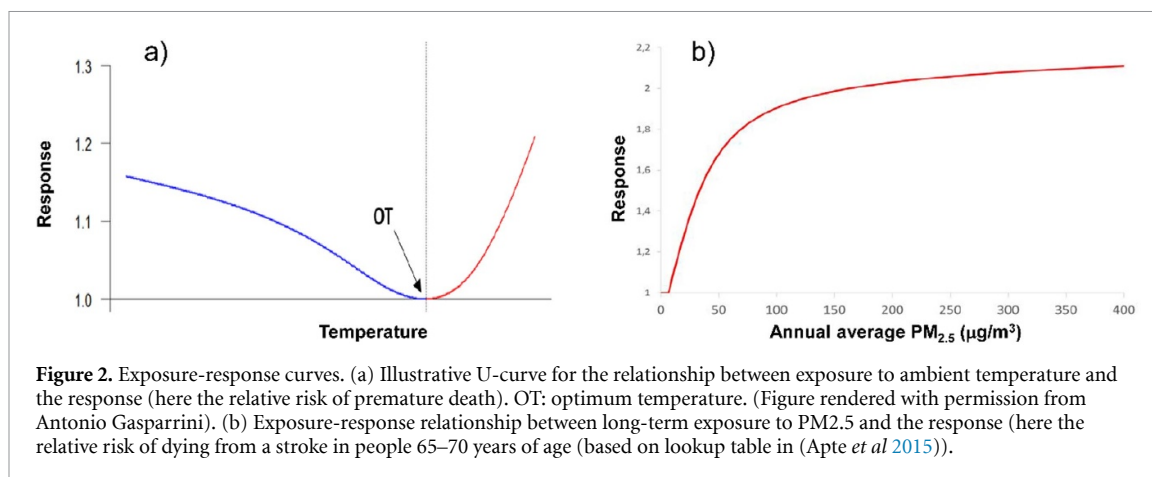 a)
1.3
1.2
1.1
1.0
Response
OT
Temperature
b)
2,2
2
1,8
1,6
1,4
1,2
1
Response
0 50 100 150 200 250 300 350 400
Annual average PM2.5 (μg/m³)
Figure 2. Exposure-response curves. (a) Illustrative U-curve for the relationship between exposure to ambient temperature and
the response (here the relative risk of premature death). OT: optimum temperature. (Figure rendered with permission from
Antonio Gasparrini). (b) Exposure-response relationship between long-term exposure to PM2.5 and the response (here the
relative risk of dying from a stroke in people 65–70 years of age (based on lookup table in (Apte et al 2015)).